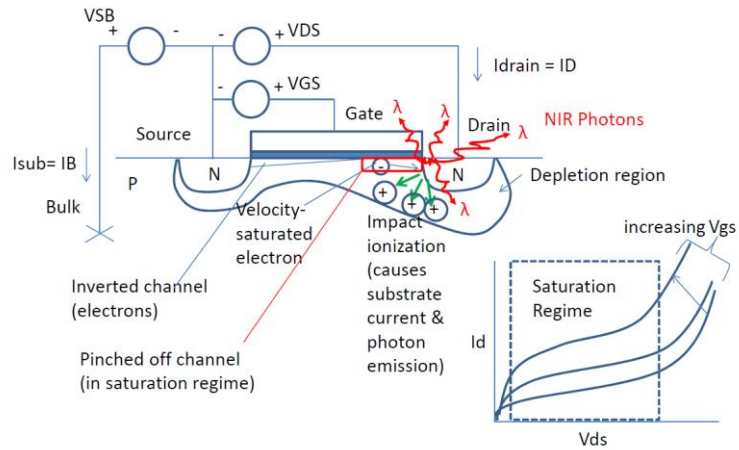 VSB
+ -
- + VDS
- + VGS
Idrain = ID
Gate
λ
λ
Drain
λ
NIR Photons
Source
Isub= IB
P
N
N
-
+
+
+
λ
Depletion region
Bulk
Velocity-
saturated
electron
Impact
ionization
(causes
substrate
current &
photon
emission)
Inverted channel
(electrons)
Pinched off channel
(in saturation regime)
increasing Vgs
Saturation
Regime
Id
Vds